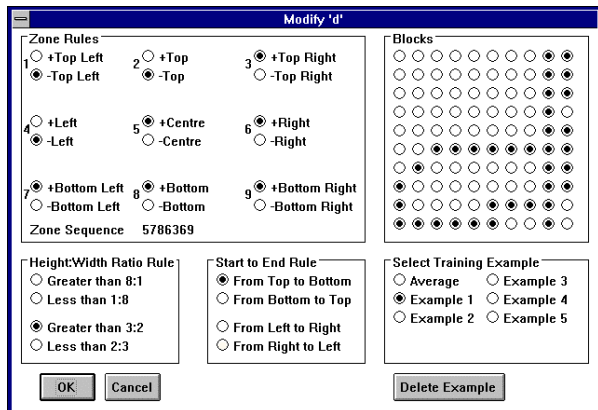 Modify 'd'
Zone Rules
1 +Top Left 2 +Top 3 +Top Right
-Top Left -Top -Top Right
4 +Left 5 +Centre 6 +Right
-Left -Centre -Right
7 +Bottom Left 8 +Bottom 9 +Bottom Right
-Bottom Left -Bottom -Bottom Right
Zone Sequence 5786369
Blocks
Height:Width Ratio Rule
Greater than 8:1
Less than 1:8
Greater than 3:2
Less than 2:3
Start to End Rule
From Top to Bottom
From Bottom to Top
From Left to Right
From Right to Left
Select Training Example
Average Example 3
Example 1 Example 4
Example 2 Example 5
OK Cancel Delete Example